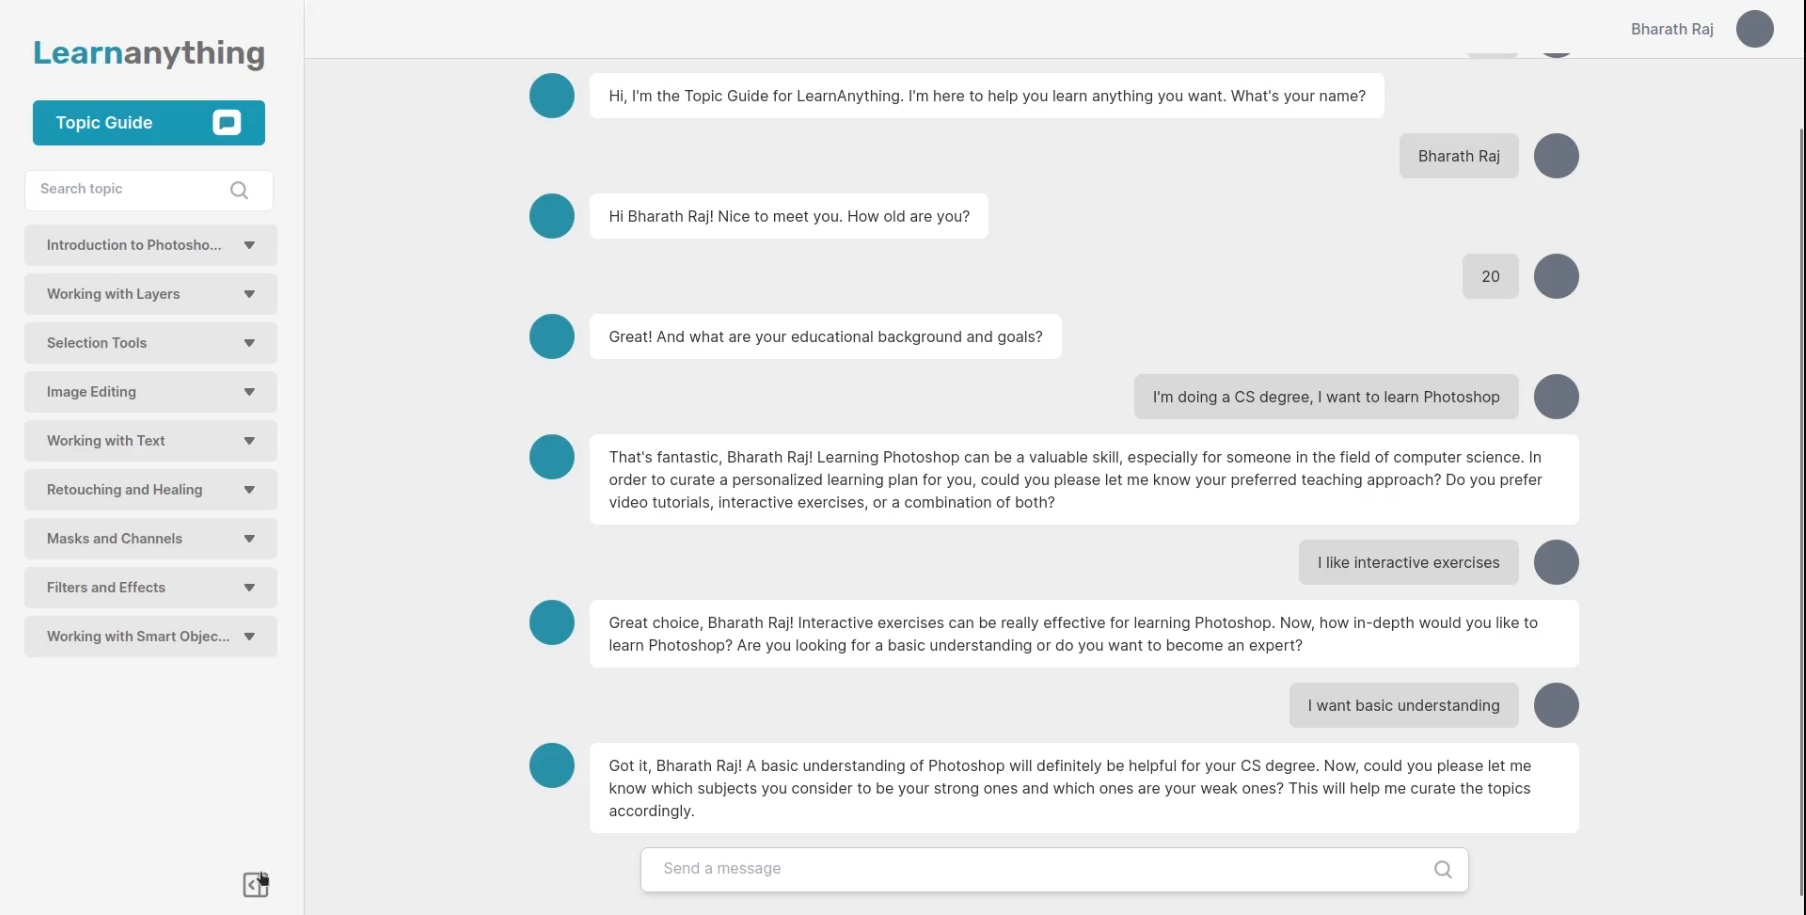 Learnanything
Topic Guide
Search topic
Introduction to Photosho...
Working with Layers
Selection Tools
Image Editing
Working with Text
Retouching and Healing
Masks and Channels
Filters and Effects
Working with Smart Objec...
Bharath Raj
Hi, I'm the Topic Guide for LearnAnything. I'm here to help you learn anything you want. What's your name?
Bharath Raj
Hi Bharath Raj! Nice to meet you. How old are you?
20
Great! And what are your educational background and goals?
I'm doing a CS degree, I want to learn Photoshop
That's fantastic, Bharath Raj! Learning Photoshop can be a valuable skill, especially for someone in the field of computer science. In
order to curate a personalized learning plan for you, could you please let me know your preferred teaching approach? Do you prefer
video tutorials, interactive exercises, or a combination of both?
I like interactive exercises
Great choice, Bharath Raj! Interactive exercises can be really effective for learning Photoshop. Now, how in-depth would you like to
learn Photoshop? Are you looking for a basic understanding or do you want to become an expert?
I want basic understanding
Got it, Bharath Raj! A basic understanding of Photoshop will definitely be helpful for your CS degree. Now, could you please let me
know which subjects you consider to be your strong ones and which ones are your weak ones? This will help me curate the topics
accordingly.
Send a message